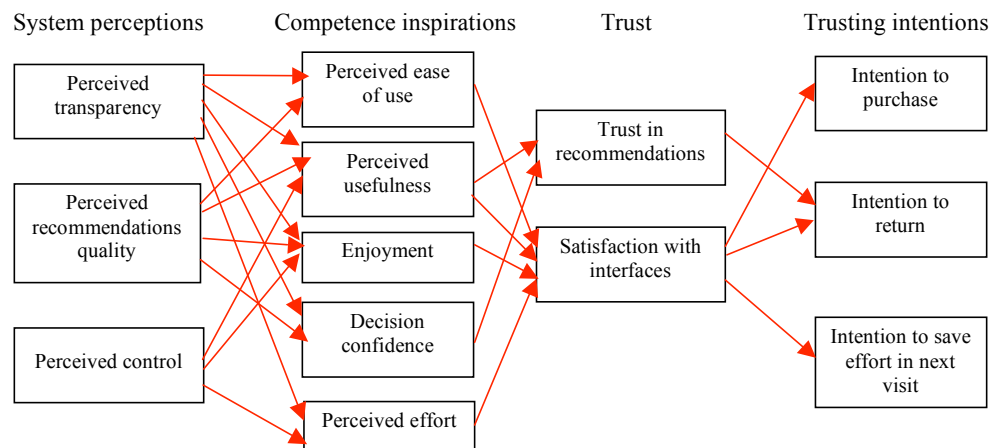 System perceptions
Competence inspirations
Trust
Trusting intentions
Perceived
transparency
Perceived
recommendations
quality
Perceived control
Perceived ease
of use
Perceived
usefulness
Enjoyment
Decision
confidence
Perceived effort
Trust in
recommendations
Satisfaction with
interfaces
Intention to
purchase
Intention to
return
Intention to save
effort in next
visit